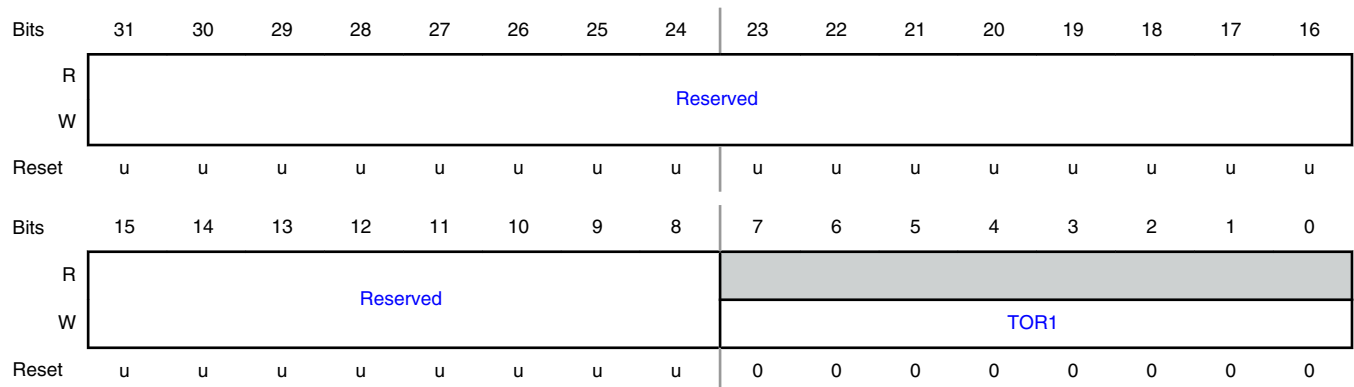 Bits 31 30 29 28 27 26 25 24 23 22 21 20 19 18 17 16
R
Reserved
W
Reset u u u u u u u u u u u u u u u u
Bits 15 14 13 12 11 10 9 8 7 6 5 4 3 2 1 0
R
Reserved
W TOR1
Reset u u u u u u u u 0 0 0 0 0 0 0 0